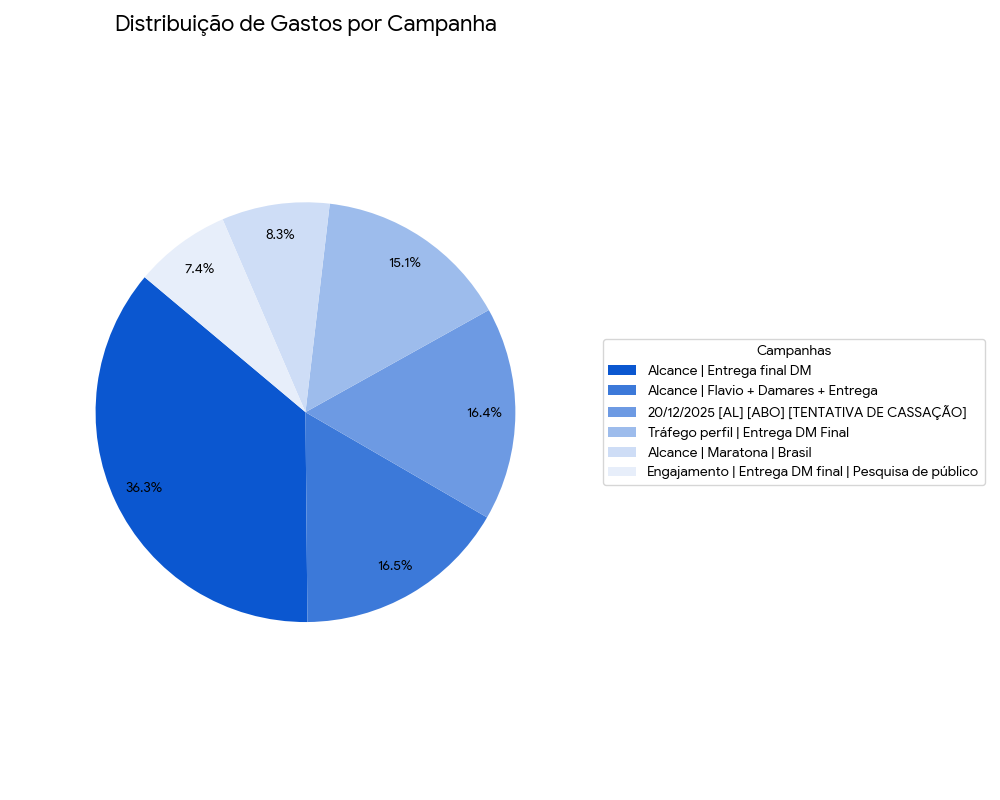 Distribuição de Gastos por Campanha
8.3%
15.1%
7.4%
16.4%
36.3%
16.5%
Campanhas
Alcance | Entrega final DM
Alcance | Flavio + Damares + Entrega
20/12/2025 [AL] [ABO] [TENTATIVA DE CASSAÇÃO]
Tráfego perfil | Entrega DM Final
Alcance | Maratona | Brasil
Engajamento | Entrega DM final | Pesquisa de público